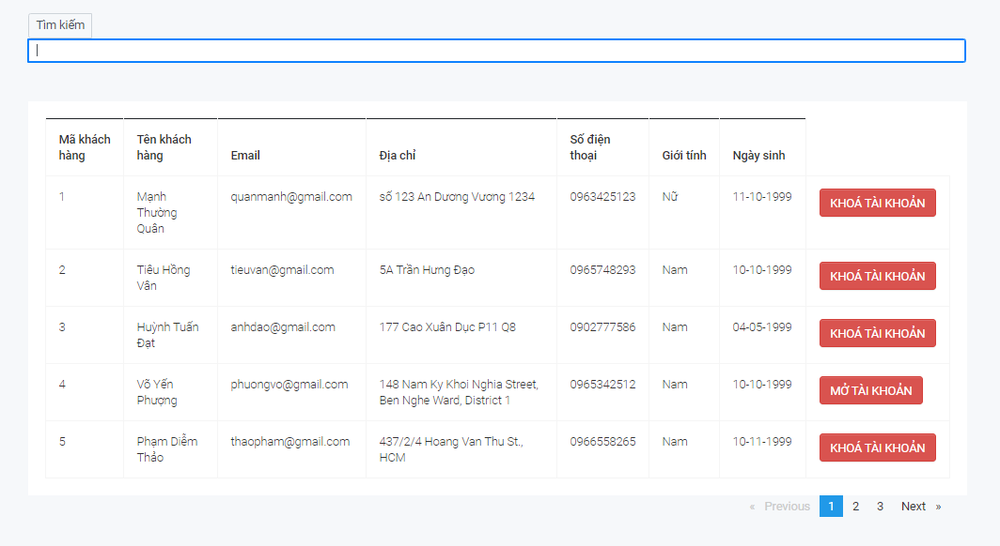 Tìm kiếm
Mã khách hàng Tên khách hàng Email Địa chỉ Số điện thoại Giới tính Ngày sinh
1 Mạnh Thường Quân quanmanh@gmail.com số 123 An Dương Vương 1234 0963425123 Nữ 11-10-1999 KHOÁ TÀI KHOẢN
2 Tiêu Hồng Vân tieuvan@gmail.com 5A Trần Hưng Đạo 0965748293 Nam 10-10-1999 KHOÁ TÀI KHOẢN
3 Huỳnh Tuấn Đạt anhdao@gmail.com 177 Cao Xuân Dục P11 Q8 0902777586 Nam 04-05-1999 KHOÁ TÀI KHOẢN
4 Võ Yến Phượng phuongvo@gmail.com 148 Nam Ky Khoi Nghia Street, Ben Nghe Ward, District 1 0965342512 Nam 10-10-1999 MỞ TÀI KHOẢN
5 Phạm Diễm Thảo thaopham@gmail.com 437/2/4 Hoang Van Thu St., HCM 0966558265 Nam 10-11-1999 KHOÁ TÀI KHOẢN
« Previous 1 2 3 Next »